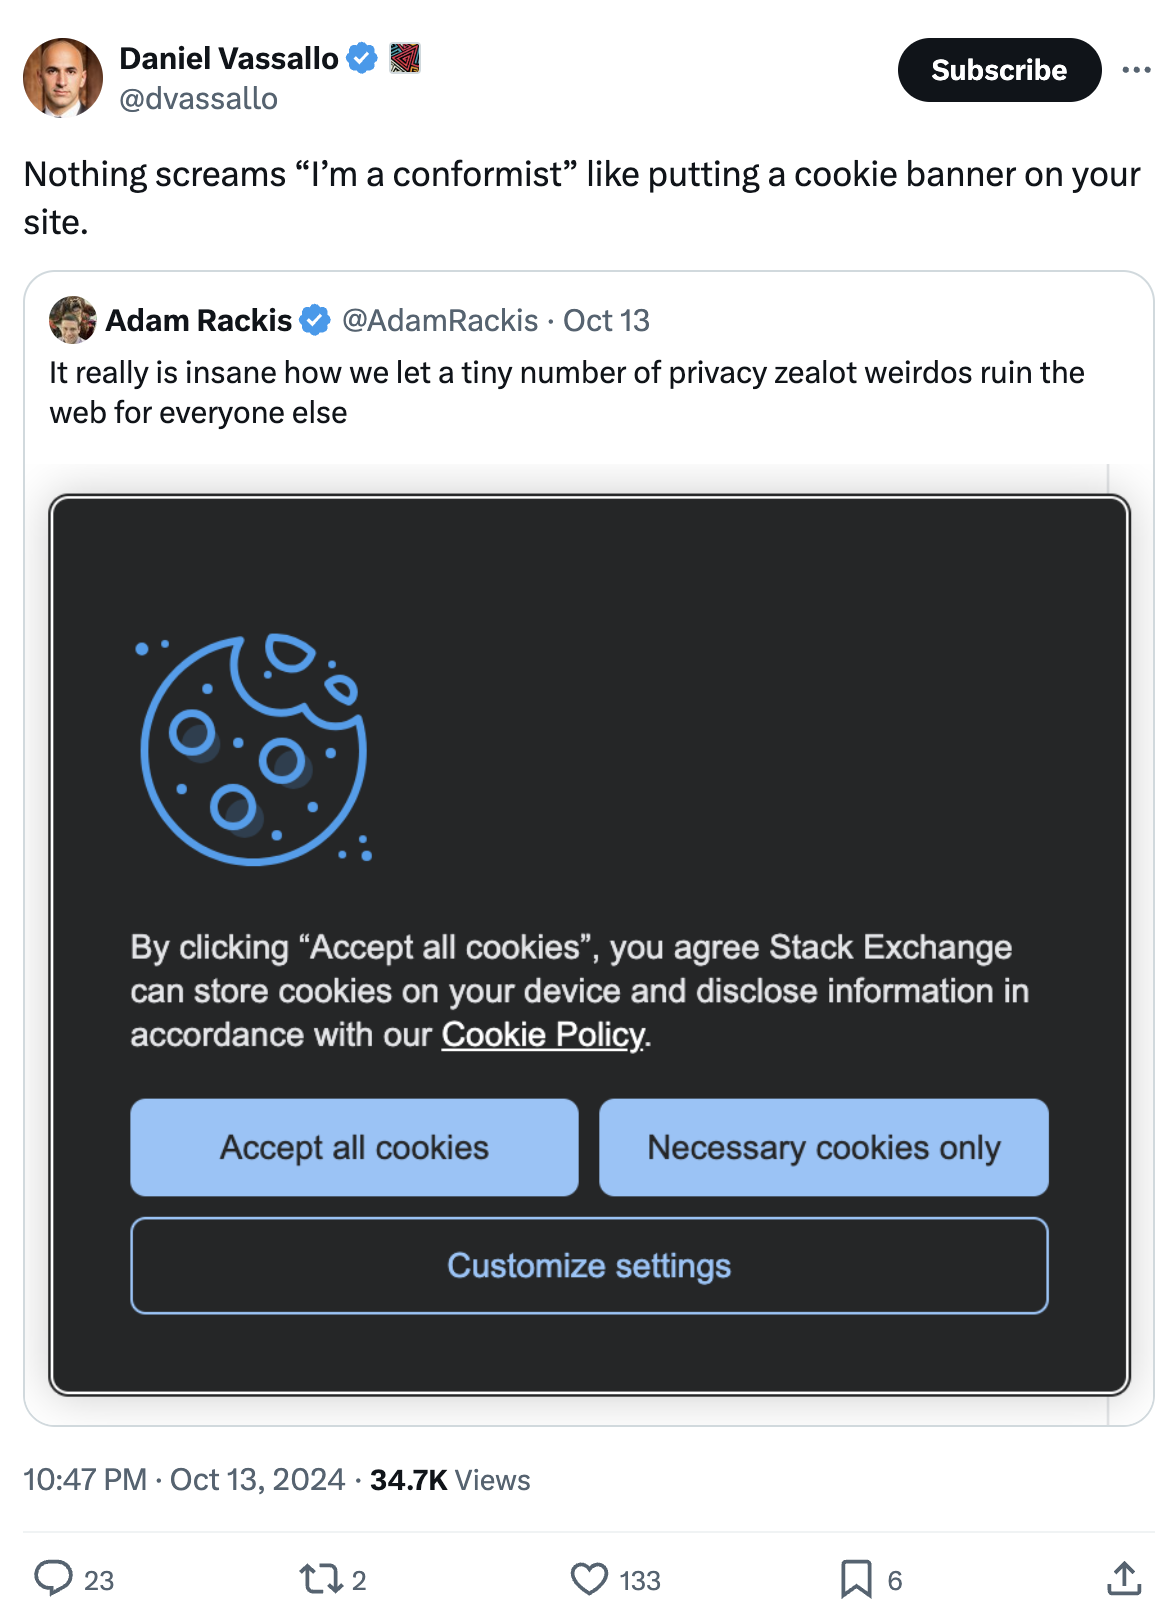 Daniel Vassallo
@dvassallo
Subscribe
Nothing screams “I’m a conformist” like putting a cookie banner on your
site.
Adam Rackis @AdamRackis · Oct 13
It really is insane how we let a tiny number of privacy zealot weirdos ruin the
web for everyone else
By clicking “Accept all cookies”, you agree Stack Exchange
can store cookies on your device and disclose information in
accordance with our Cookie Policy.
Accept all cookies
Necessary cookies only
Customize settings
10:47 PM · Oct 13, 2024 · 34.7K Views
23
2
133
6